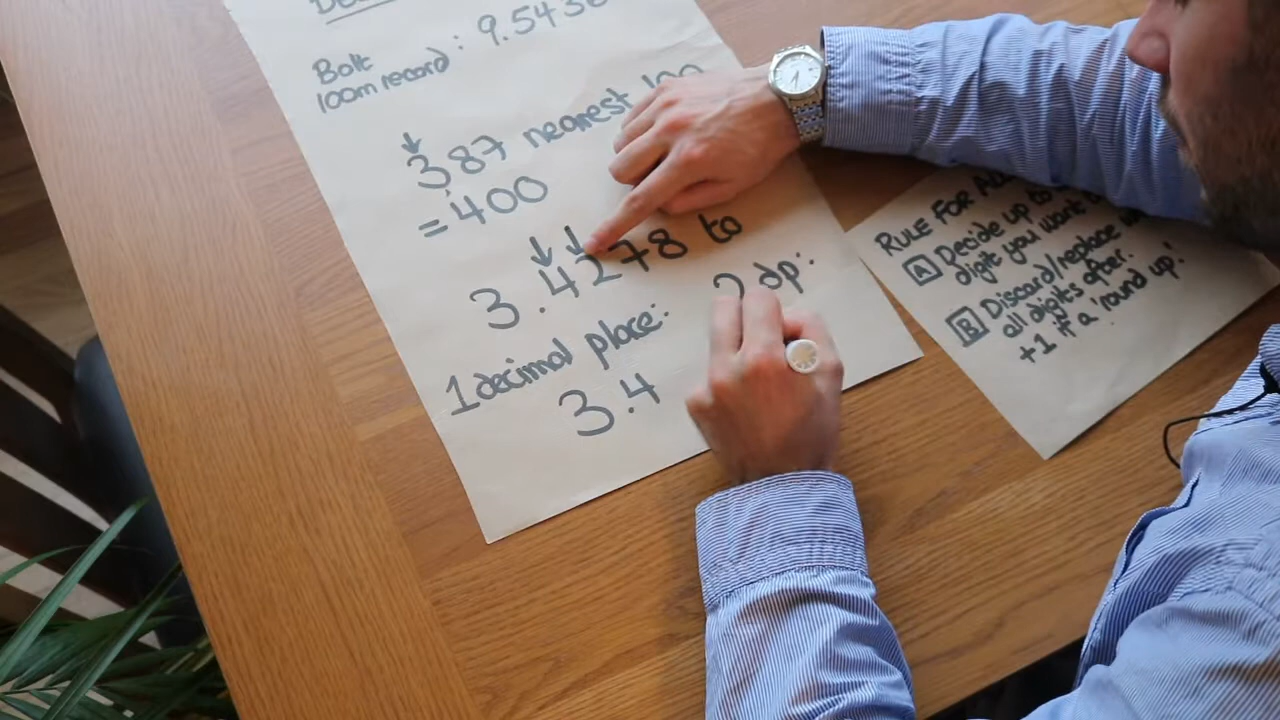 Bolt : 9.5438
100m record
387 nearest 100
= 400
3.4278 to
1 decimal place: 2 dp:
3.4
RULE FOR
A Decide up to
digit you want
B Discard/replace
all digits after.
+1 if a 'round up'.